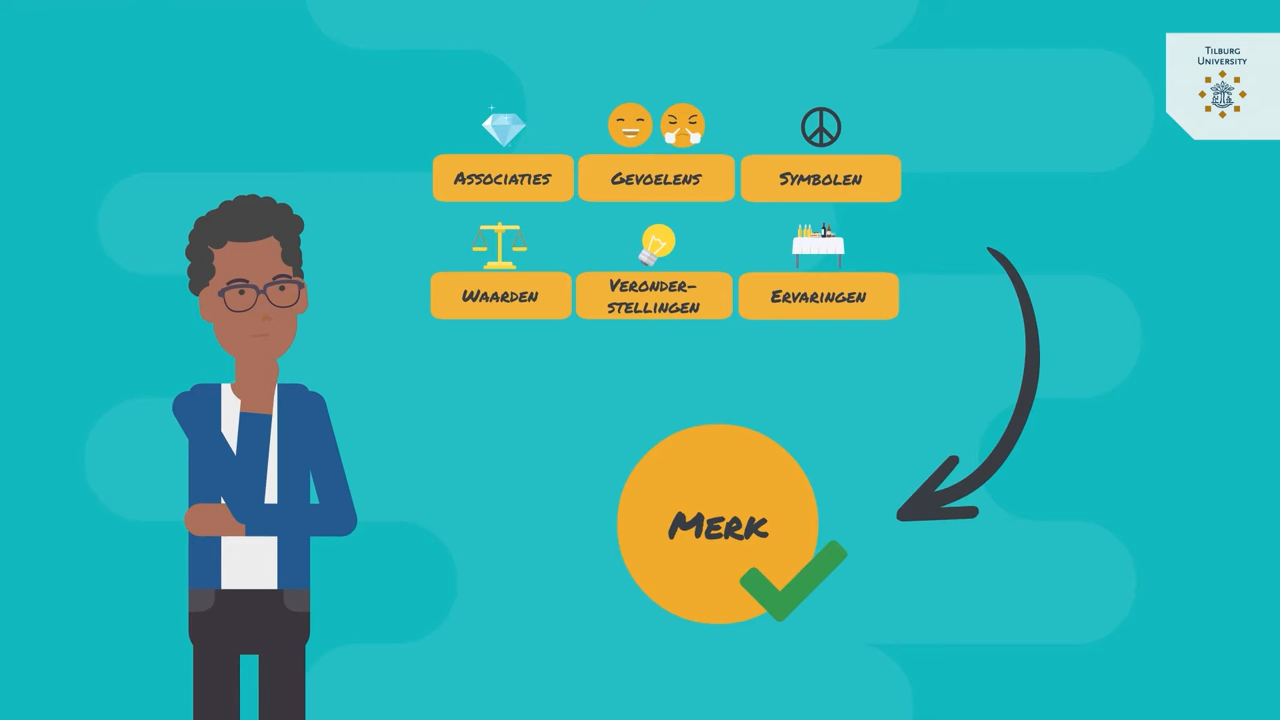 Tilburg
University
Associaties
Gevoelens
Symbolen
Waarden
Veronder-
stellingen
Ervaringen
Merk